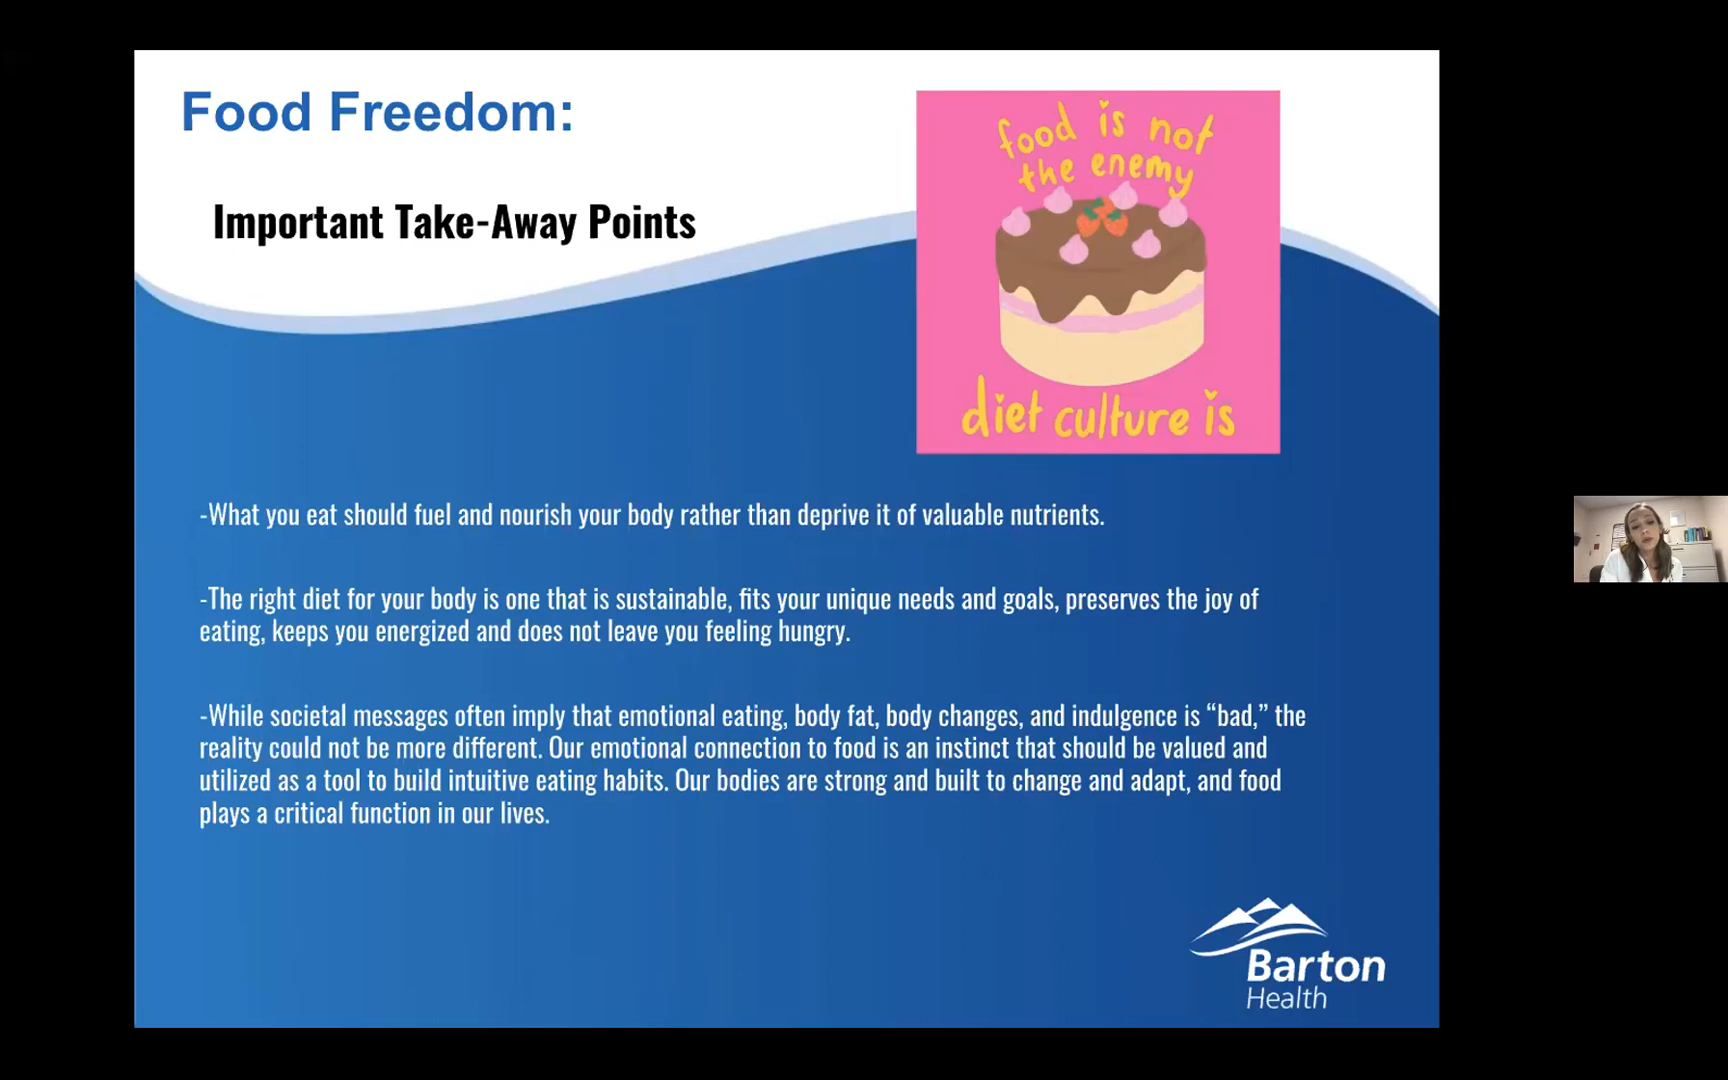 Food Freedom:
Important Take-Away Points
food is not
the enemy
diet culture is
-What you eat should fuel and nourish your body rather than deprive it of valuable nutrients.
-The right diet for your body is one that is sustainable, fits your unique needs and goals, preserves the joy of
eating, keeps you energized and does not leave you feeling hungry.
-While societal messages often imply that emotional eating, body fat, body changes, and indulgence is “bad,” the
reality could not be more different. Our emotional connection to food is an instinct that should be valued and
utilized as a tool to build intuitive eating habits. Our bodies are strong and built to change and adapt, and food
plays a critical function in our lives.
Barton
Health